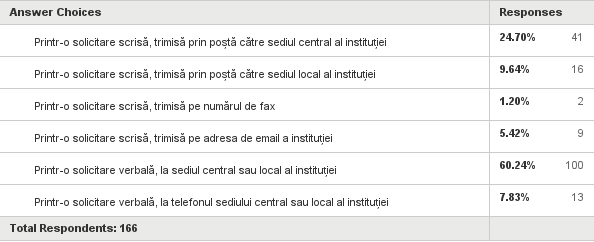 Answer Choices Responses
Printr-o solicitare scrisă, trimisă prin poștă către sediul central al instituției 24.70% 41
Printr-o solicitare scrisă, trimisă prin poștă către sediul local al instituției 9.64% 16
Printr-o solicitare scrisă, trimisă pe numărul de fax 1.20% 2
Printr-o solicitare scrisă, trimisă pe adresa de email a instituției 5.42% 9
Printr-o solicitare verbală, la sediul central sau local al instituției 60.24% 100
Printr-o solicitare verbală, la telefonul sediului central sau local al instituției 7.83% 13
Total Respondents: 166